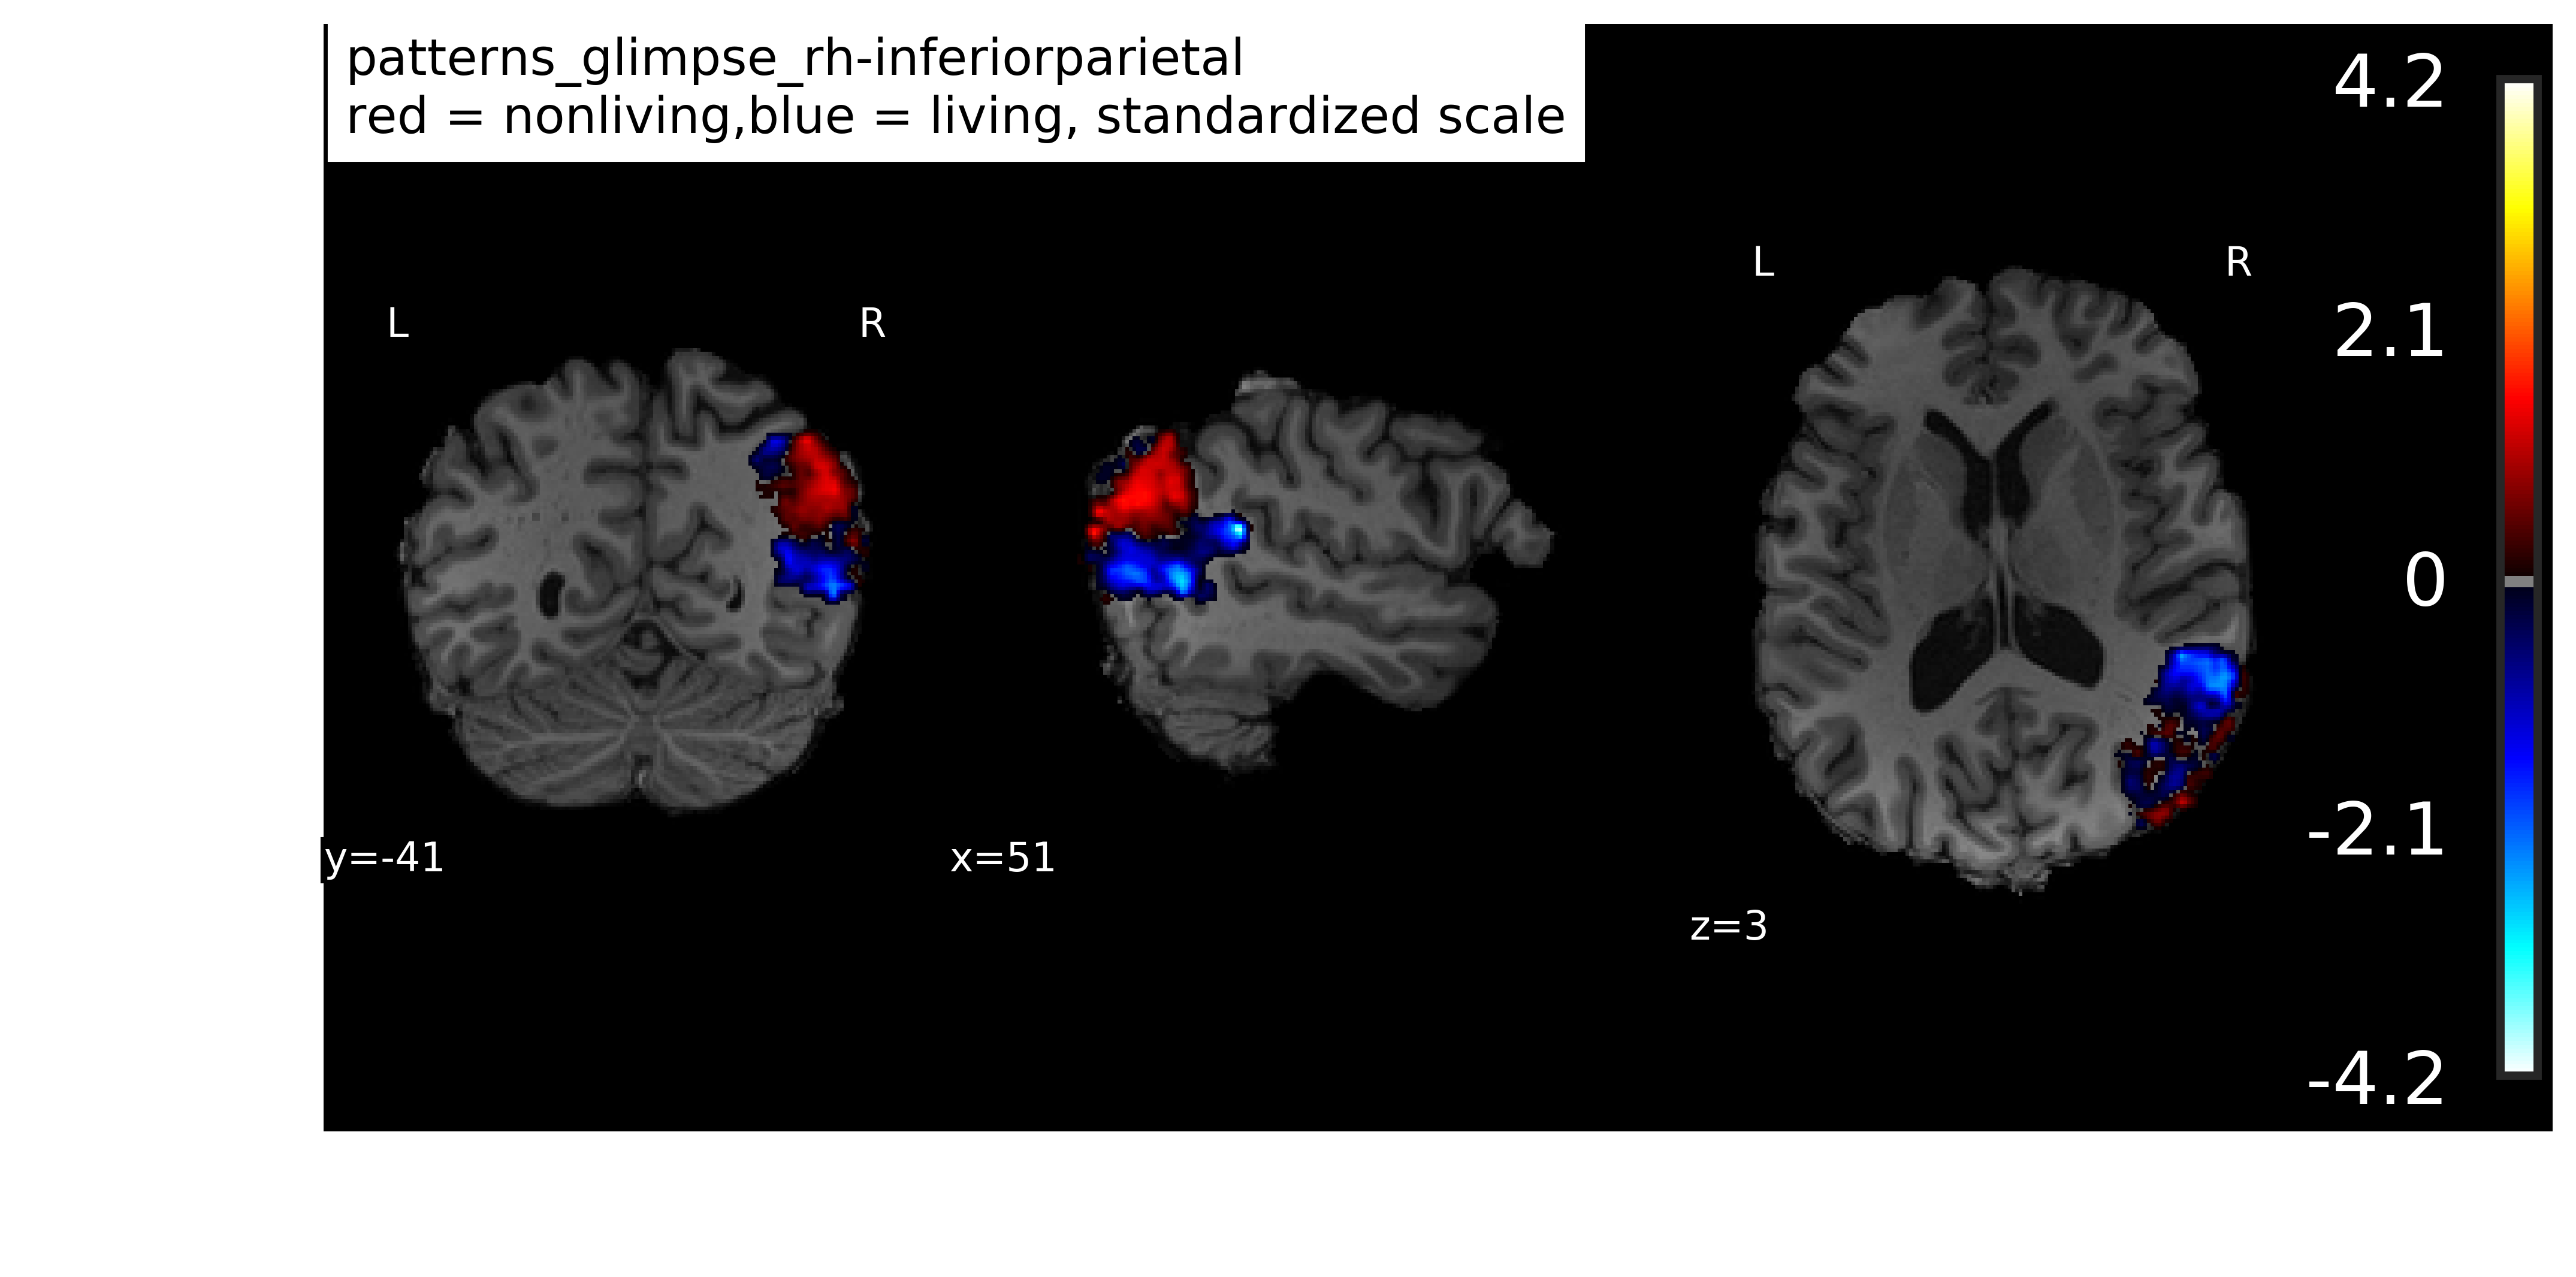 patterns_glimpse_rh-inferiorparietal
red = nonliving,blue = living, standardized scale
4.2
2.1
0
-2.1
-4.2
L
R
L
R
y=-41
x=51
z=3